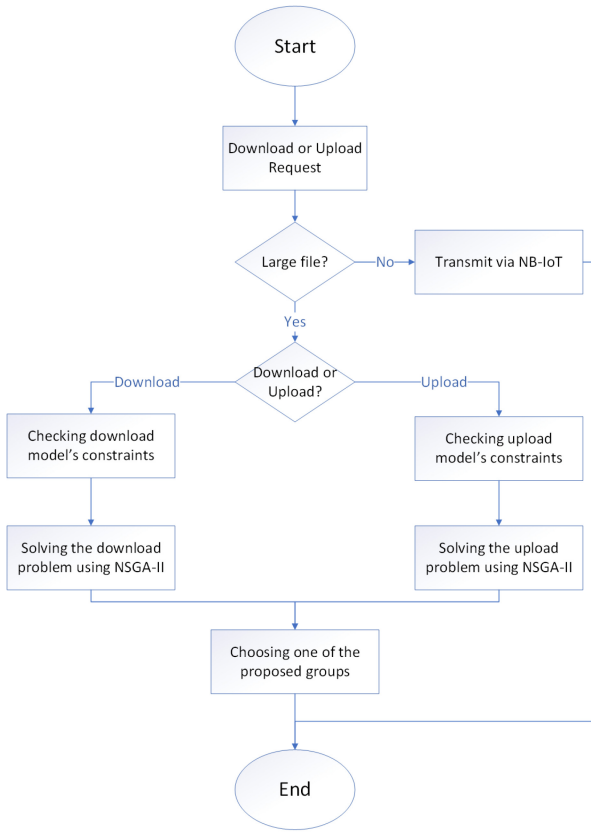 Start
Download or Upload
Request
Large file?
No
Transmit via NB-IoT
Yes
Download or
Upload?
Download
Upload
Checking download
model's constraints
Checking upload
model's constraints
Solving the download
problem using NSGA-II
Solving the upload
problem using NSGA-II
Choosing one of the
proposed groups
End